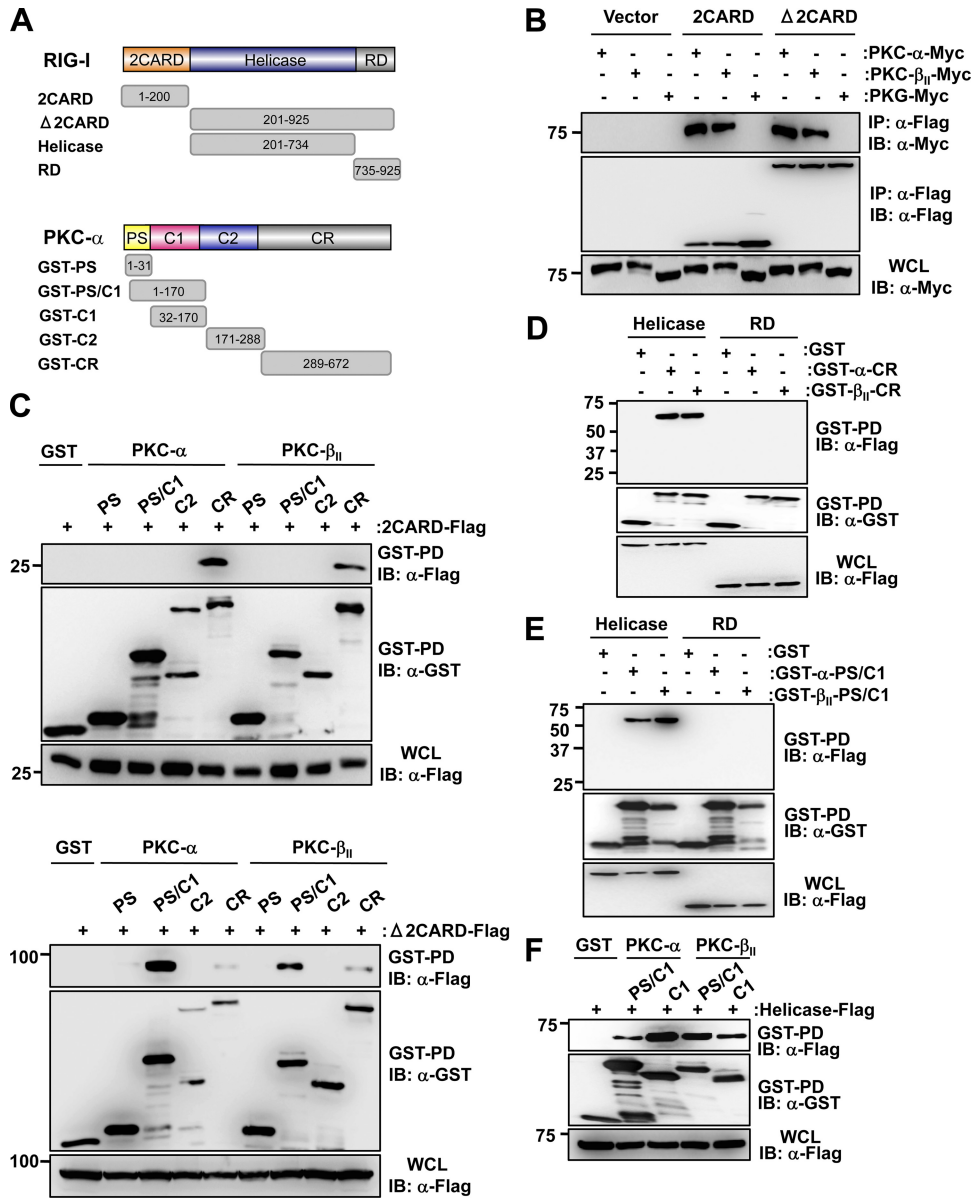 A
RIG-I
2CARD Helicase RD
2CARD 1-200
Δ2CARD 201-925
Helicase 201-734
RD 735-925
PKC-α
PS C1 C2 CR
GST-PS 1-31
GST-PS/C1 1-170
GST-C1 32-170
GST-C2 171-288
GST-CR 289-672
B
Vector 2CARD Δ2CARD
+ - - + - - + - - :PKC-α-Myc
- + - - + - - + - :PKC-βII-Myc
- - + - - + - - + :PKG-Myc
75
IP: α-Flag
IB: α-Myc
IP: α-Flag
IB: α-Flag
75
WCL
IB: α-Myc
C
GST PKC-α PKC-βII
PS PS/C1 C2 CR PS PS/C1 C2 CR
+ + + + + + + + + :2CARD-Flag
25
GST-PD
IB: α-Flag
GST-PD
IB: α-GST
25
WCL
IB: α-Flag
GST PKC-α PKC-βII
PS PS/C1 C2 CR PS PS/C1 C2 CR
+ + + + + + + + + :Δ2CARD-Flag
100
GST-PD
IB: α-Flag
GST-PD
IB: α-GST
100
WCL
IB: α-Flag
D
Helicase RD
+ - - + - - :GST
- + - - + - :GST-α-CR
- - + - - + :GST-βII-CR
75
50
37
25
GST-PD
IB: α-Flag
GST-PD
IB: α-GST
WCL
IB: α-Flag
E
Helicase RD
+ - - + - - :GST
- + - - + - :GST-α-PS/C1
- - + - - + :GST-βII-PS/C1
75
50
37
25
GST-PD
IB: α-Flag
GST-PD
IB: α-GST
WCL
IB: α-Flag
F
GST PKC-α PKC-βII
PS/C1 C1 PS/C1 C1
+ + + + + :Helicase-Flag
75
GST-PD
IB: α-Flag
GST-PD
IB: α-GST
75
WCL
IB: α-Flag